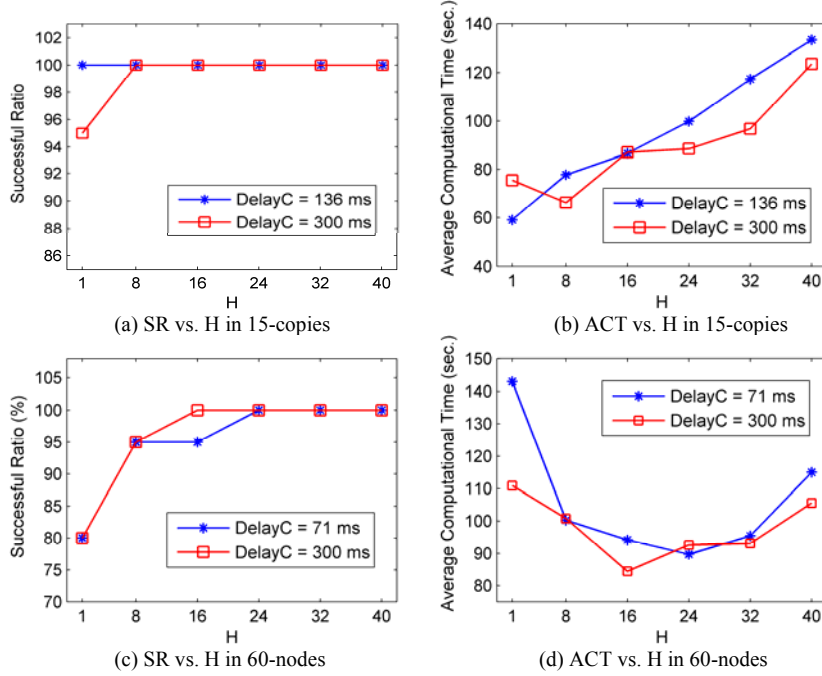 102
100
98
96
94
92
90
88
86
Successful Ratio
DelayC = 136 ms
DelayC = 300 ms
1 8 16 24 32 40
H
(a) SR vs. H in 15-copies
140
120
100
80
60
40
Average Computational Time (sec.)
DelayC = 136 ms
DelayC = 300 ms
1 8 16 24 32 40
H
(b) ACT vs. H in 15-copies
105
100
95
90
85
80
75
70
Successful Ratio (%)
DelayC = 71 ms
DelayC = 300 ms
1 8 16 24 32 40
H
(c) SR vs. H in 60-nodes
150
140
130
120
110
100
90
80
Average Computational Time (sec.)
DelayC = 71 ms
DelayC = 300 ms
1 8 16 24 32 40
H
(d) ACT vs. H in 60-nodes